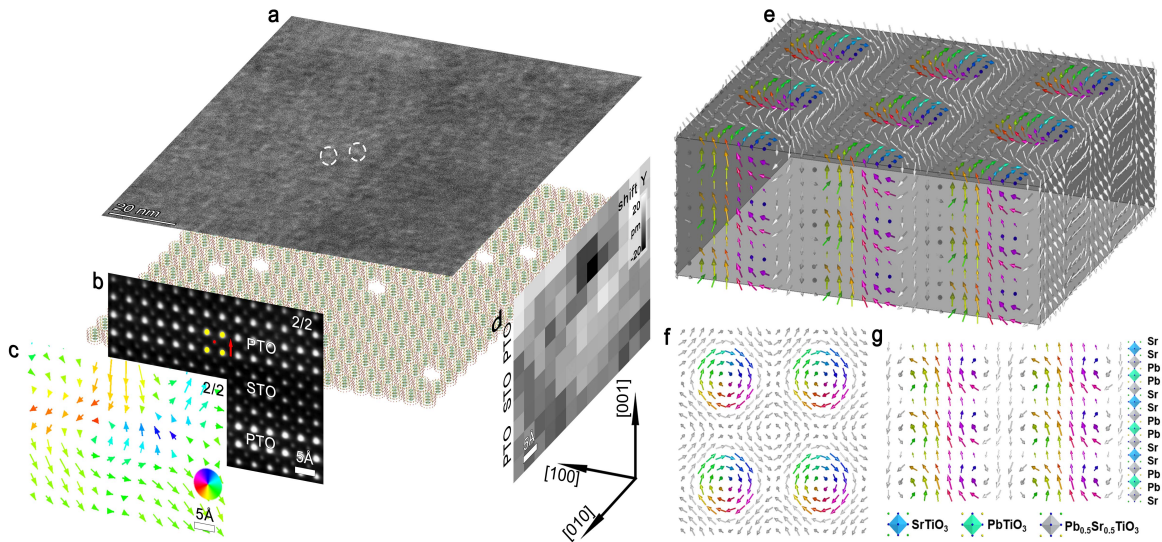 a
20 nm
b
2/2
PTO
STO
PTO
5Å
c
2/2
5Å
d
shift Y
20
pm
-20
PTO STO PTO
5Å
[001]
[100]
[010]
e
f
g
Sr
Sr
Pb
Pb
Sr
Sr
Pb
Pb
Sr
Sr
Pb
Pb
Sr
SrTiO₃
PbTiO₃
Pb₀.₅Sr₀.₅TiO₃